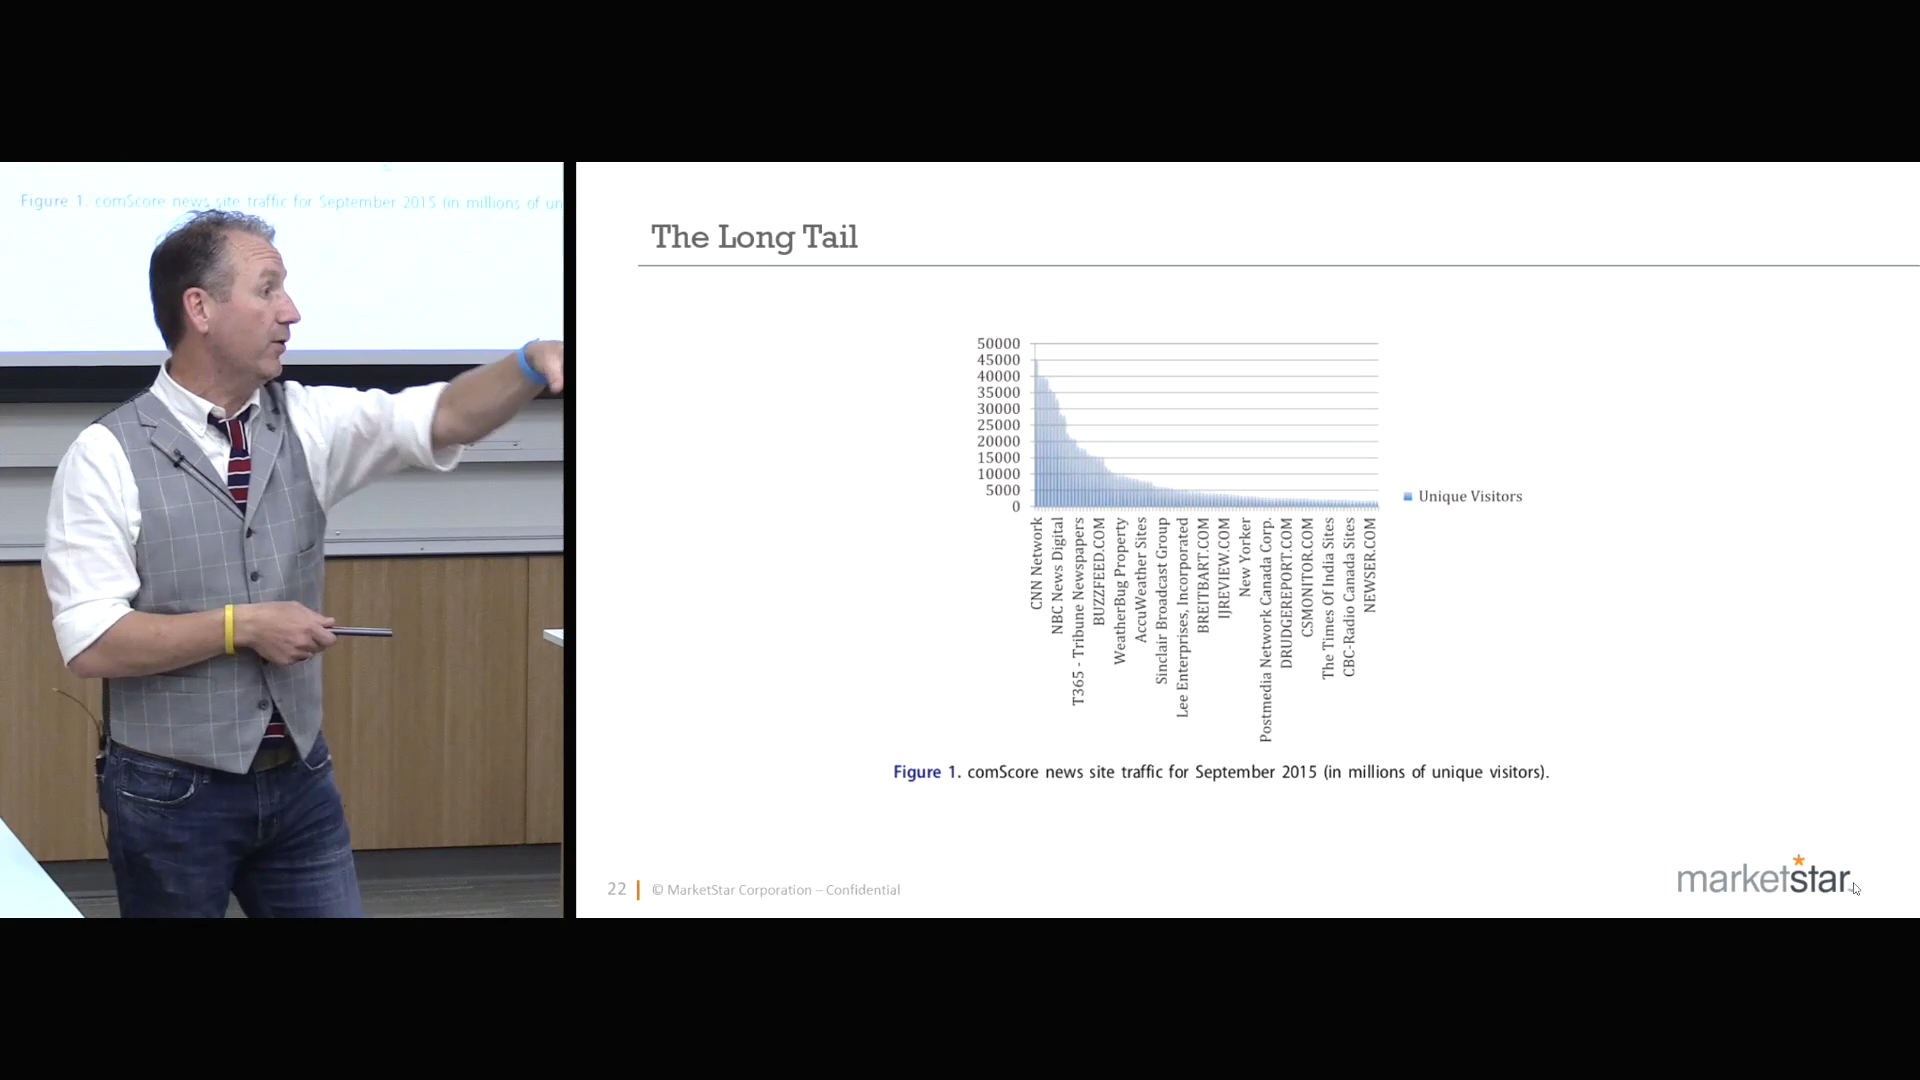 Figure 1. comScore news site traffic for September 2015 (in millions of un
The Long Tail
50000
45000
40000
35000
30000
25000
20000
15000
10000
5000
0
Unique Visitors
CNN Network
NBC News Digital
T365 - Tribune Newspapers
BUZZFEED.COM
WeatherBug Property
AccuWeather Sites
Sinclair Broadcast Group
Lee Enterprises, Incorporated
BREITBART.COM
IJREVIEW.COM
New Yorker
Postmedia Network Canada Corp.
DRUDGEREPORT.COM
CSMONITOR.COM
The Times Of India Sites
CBC-Radio Canada Sites
NEWSER.COM
Figure 1. comScore news site traffic for September 2015 (in millions of unique visitors).
22 © MarketStar Corporation – Confidential
marketstar